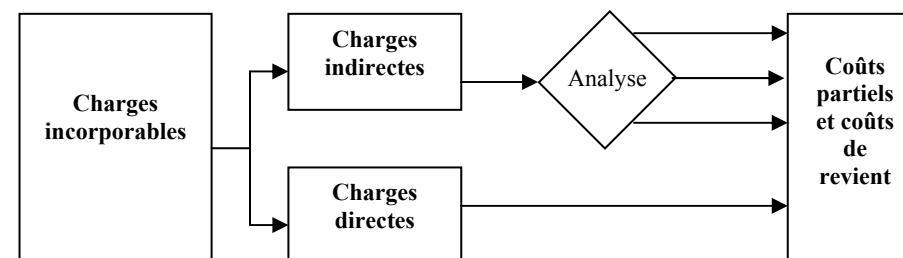 Charges
incorporables
Charges
indirectes
Analyse
Charges
directes
Coûts
partiels
et coûts
de
revient